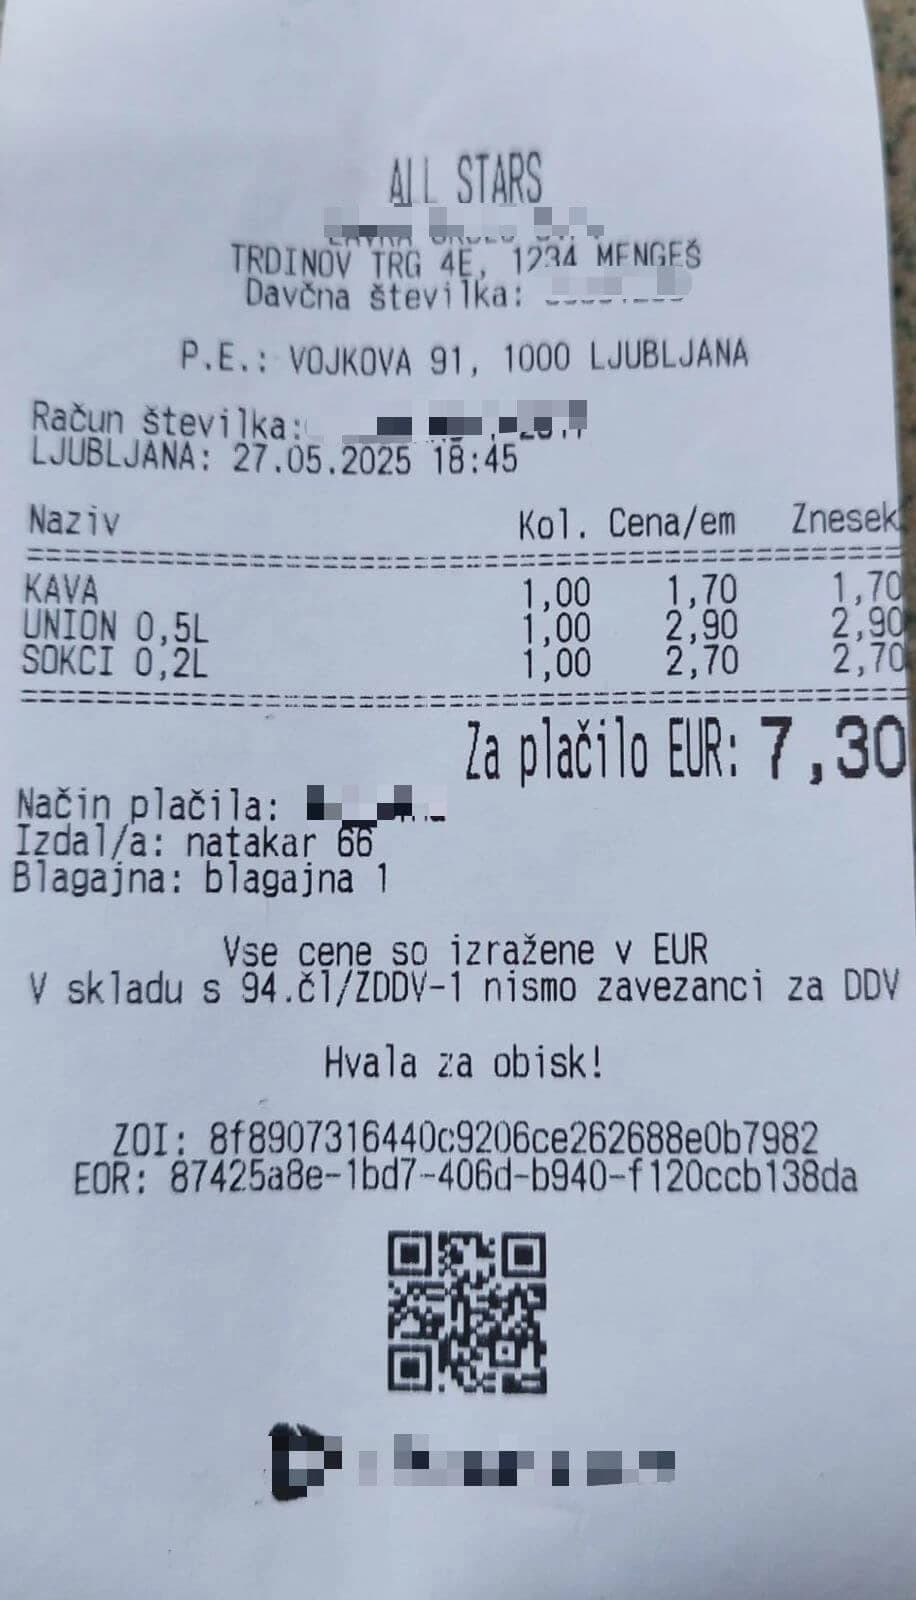 ALL STARS
TRDINOV TRG 4E, 1234 MENGEŠ
Davčna številka:
P.E.: VOJKOVA 91, 1000 LJUBLJANA
Račun številka:
LJUBLJANA: 27.05.2025 18:45
Naziv Kol. Cena/em Znesek
KAVA 1,00 1,70 1,70
UNION 0,5L 1,00 2,90 2,90
SOKCI 0,2L 1,00 2,70 2,70
Za plačilo EUR: 7,30
Način plačila:
Izdal/a: natakar 66
Blagajna: blagajna 1
Vse cene so izražene v EUR
V skladu s 94.čl/ZDDV-1 nismo zavezanci za DDV
Hvala za obisk!
ZOI: 8f8907316440c9206ce262688e0b7982
EOR: 87425a8e-1bd7-406d-b940-f120ccb138da